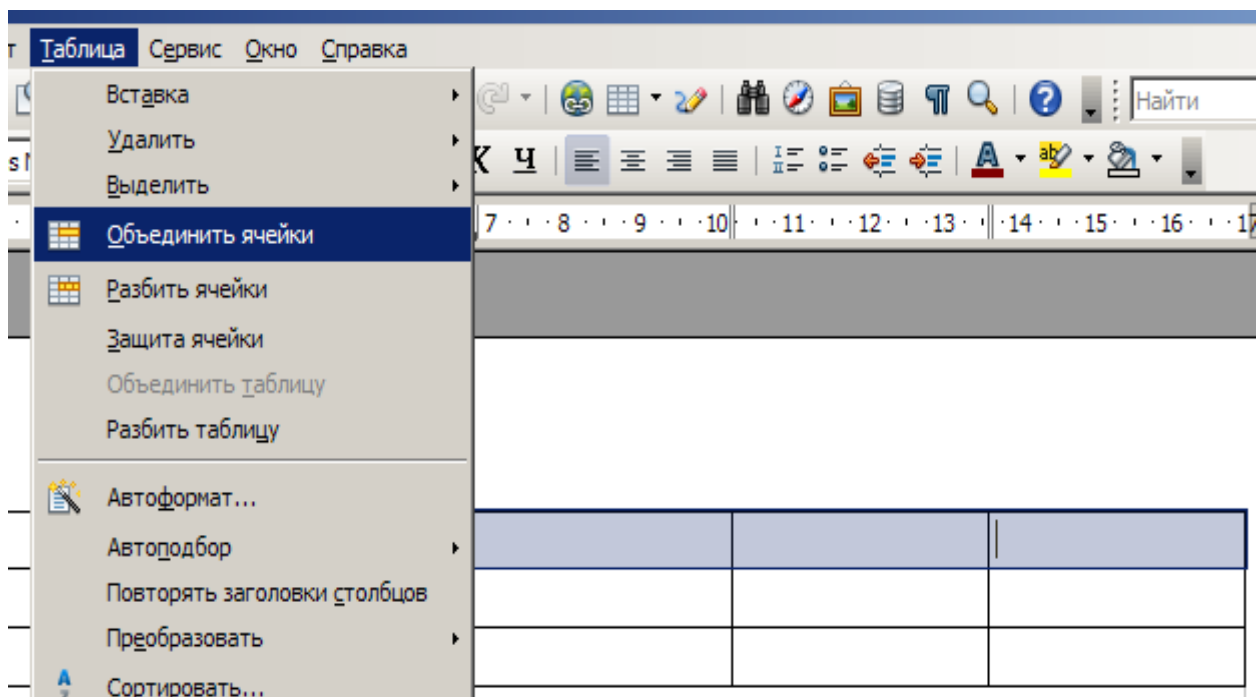 т Таблица Сервис Окно Справка
Вставка
Найти
Удалить
s К Ч
Выделить
7 8 9 10 11 12 13 14 15 16 17
Объединить ячейки
Разбить ячейки
Защита ячейки
Объединить таблицу
Разбить таблицу
Автоформат...
Автоподбор
Повторять заголовки столбцов
Преобразовать
Сортировать...